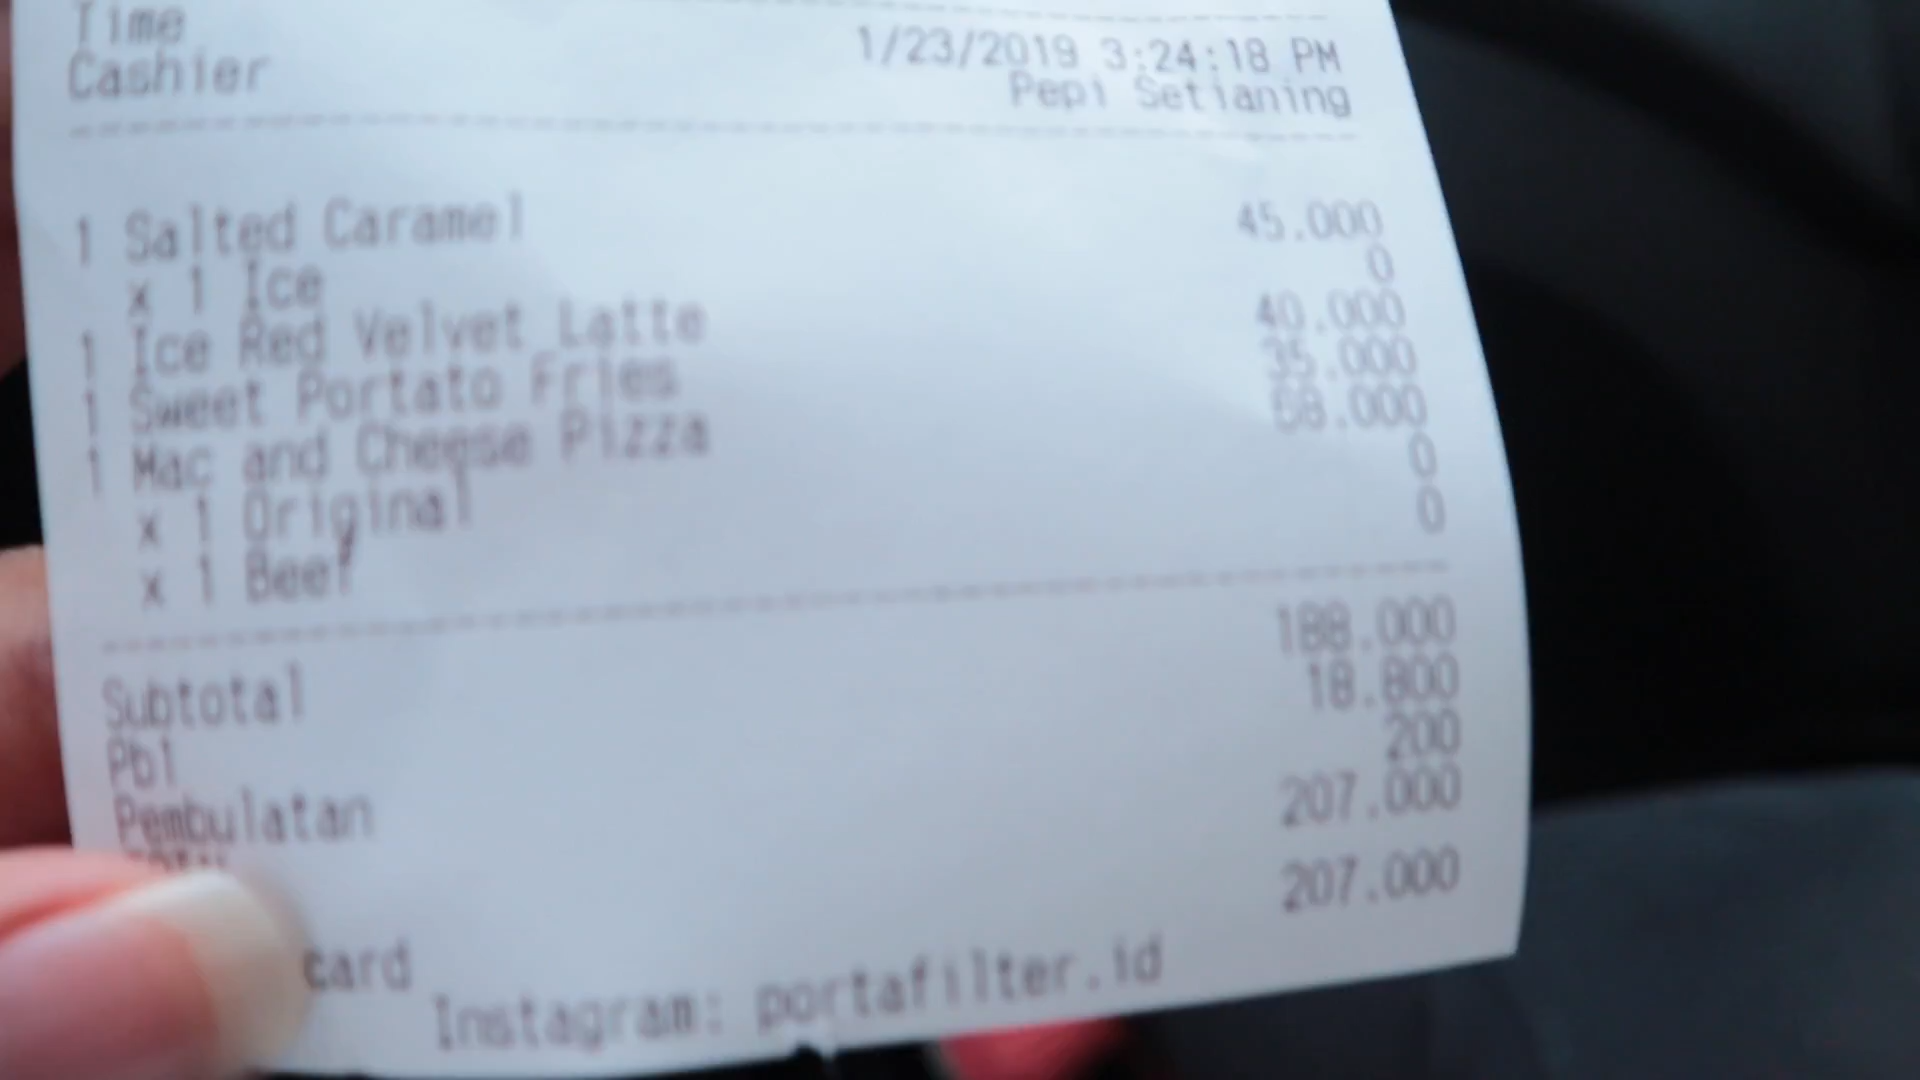 Time 1/23/2019 3:24:18 PM
Cashier Pepi Setianing
1 Salted Caramel 45.000
x 1 Ice 0
1 Ice Red Velvet Latte 40.000
1 Sweet Portato Fries 35.000
1 Mac and Cheese Pizza 68.000
x 1 Original 0
x 1 Beef 0
Subtotal 188.000
Pb1 18.800
Pembulatan 200
207.000
card 207.000
Instagram: portafilter.id